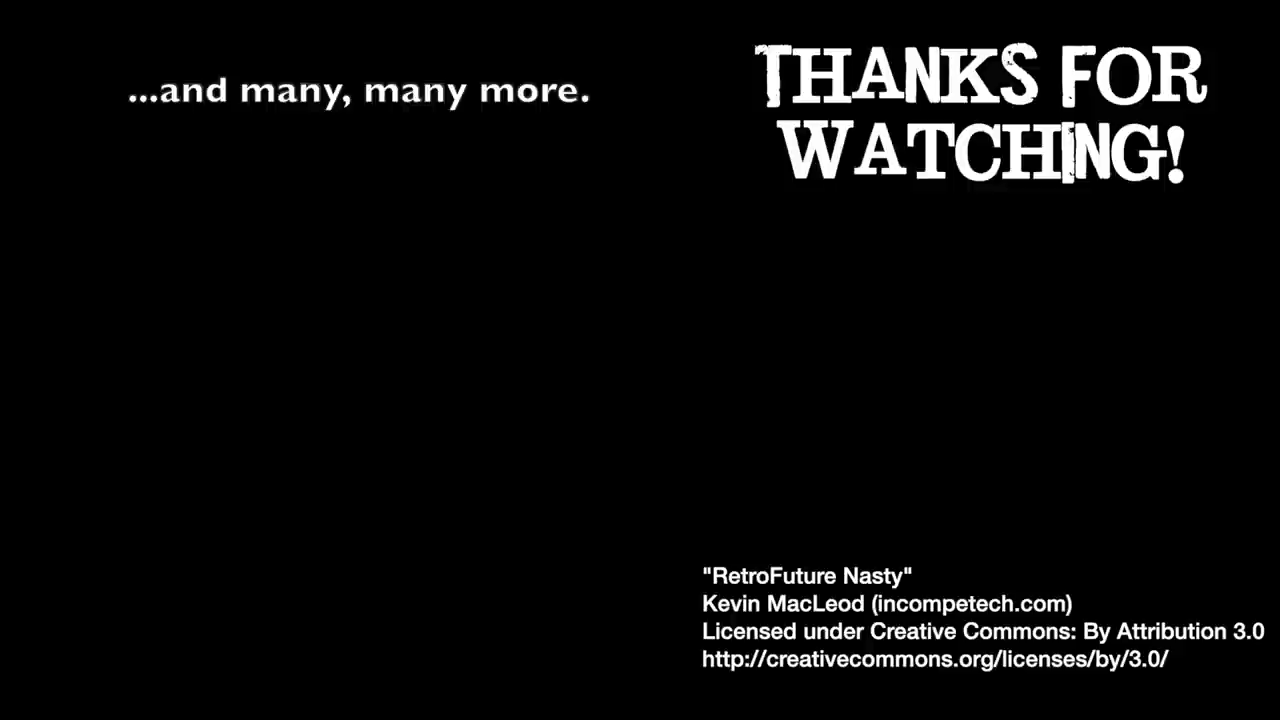 ...and many, many more.
THANKS FOR
WATCHING!
"RetroFuture Nasty"
Kevin MacLeod (incompetech.com)
Licensed under Creative Commons: By Attribution 3.0
http://creativecommons.org/licenses/by/3.0/